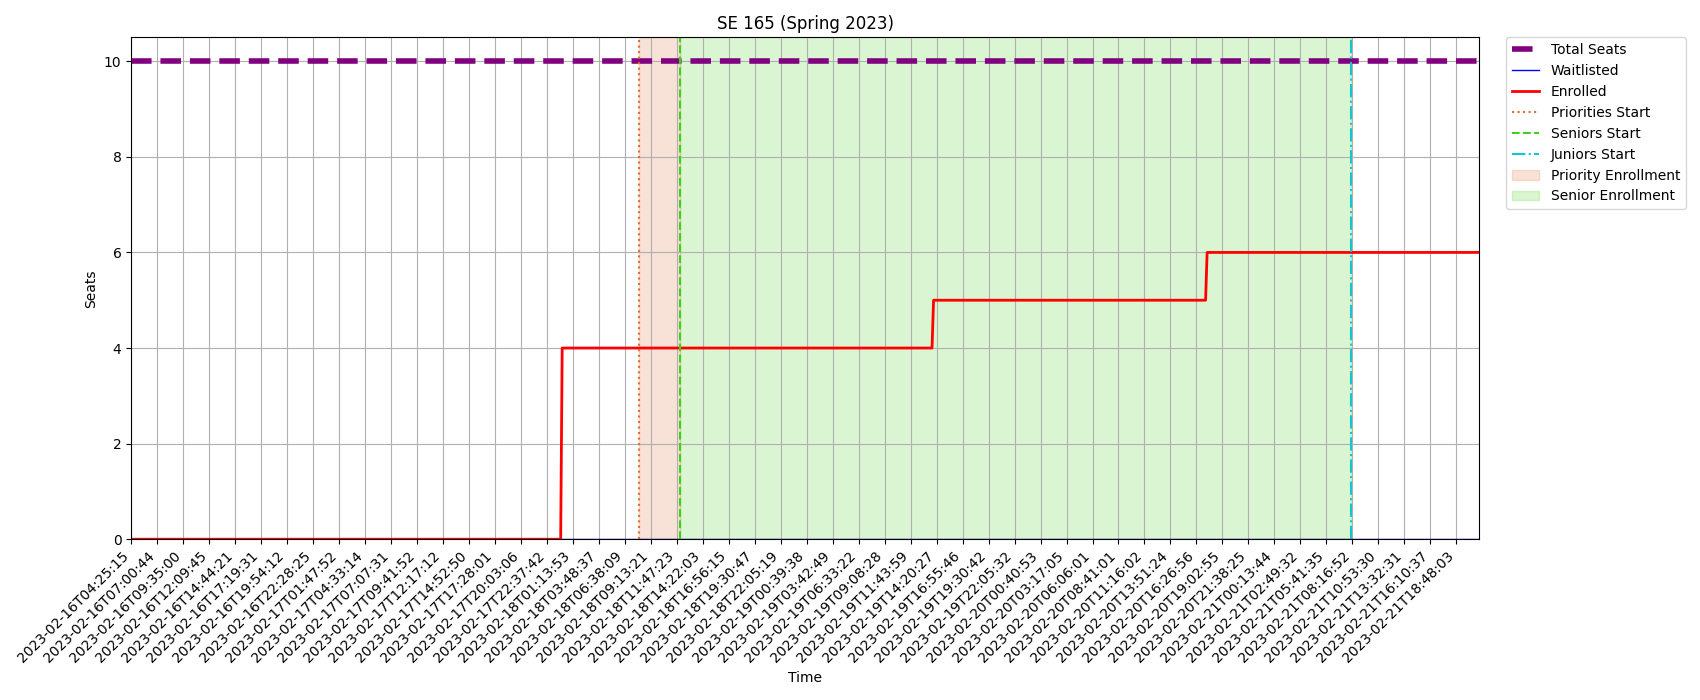 SE 165 (Spring 2023)
Total Seats
Waitlisted
Enrolled
Priorities Start
Seniors Start
Juniors Start
Priority Enrollment
Senior Enrollment
10
8
6
4
2
0
Seats
2023-02-16T04:25:15
2023-02-16T07:00:44
2023-02-16T09:35:00
2023-02-16T12:09:45
2023-02-16T14:44:21
2023-02-16T17:19:31
2023-02-16T19:54:12
2023-02-16T22:28:25
2023-02-17T01:47:52
2023-02-17T04:33:14
2023-02-17T07:07:31
2023-02-17T09:41:52
2023-02-17T12:17:12
2023-02-17T14:52:50
2023-02-17T17:28:01
2023-02-17T20:03:06
2023-02-17T22:37:42
2023-02-18T01:13:53
2023-02-18T03:48:37
2023-02-18T06:38:09
2023-02-18T09:13:21
2023-02-18T11:47:23
2023-02-18T14:22:03
2023-02-18T16:56:15
2023-02-18T19:30:47
2023-02-18T22:05:19
2023-02-19T00:39:38
2023-02-19T03:42:49
2023-02-19T06:33:22
2023-02-19T09:08:28
2023-02-19T11:43:59
2023-02-19T14:20:27
2023-02-19T16:55:46
2023-02-19T19:30:42
2023-02-19T22:05:32
2023-02-20T00:40:53
2023-02-20T03:17:05
2023-02-20T06:06:01
2023-02-20T08:41:01
2023-02-20T11:16:02
2023-02-20T13:51:24
2023-02-20T16:26:56
2023-02-20T19:02:55
2023-02-20T21:38:25
2023-02-21T00:13:44
2023-02-21T02:49:32
2023-02-21T05:41:35
2023-02-21T08:16:52
2023-02-21T10:53:30
2023-02-21T13:32:31
2023-02-21T16:10:37
2023-02-21T18:48:03
Time